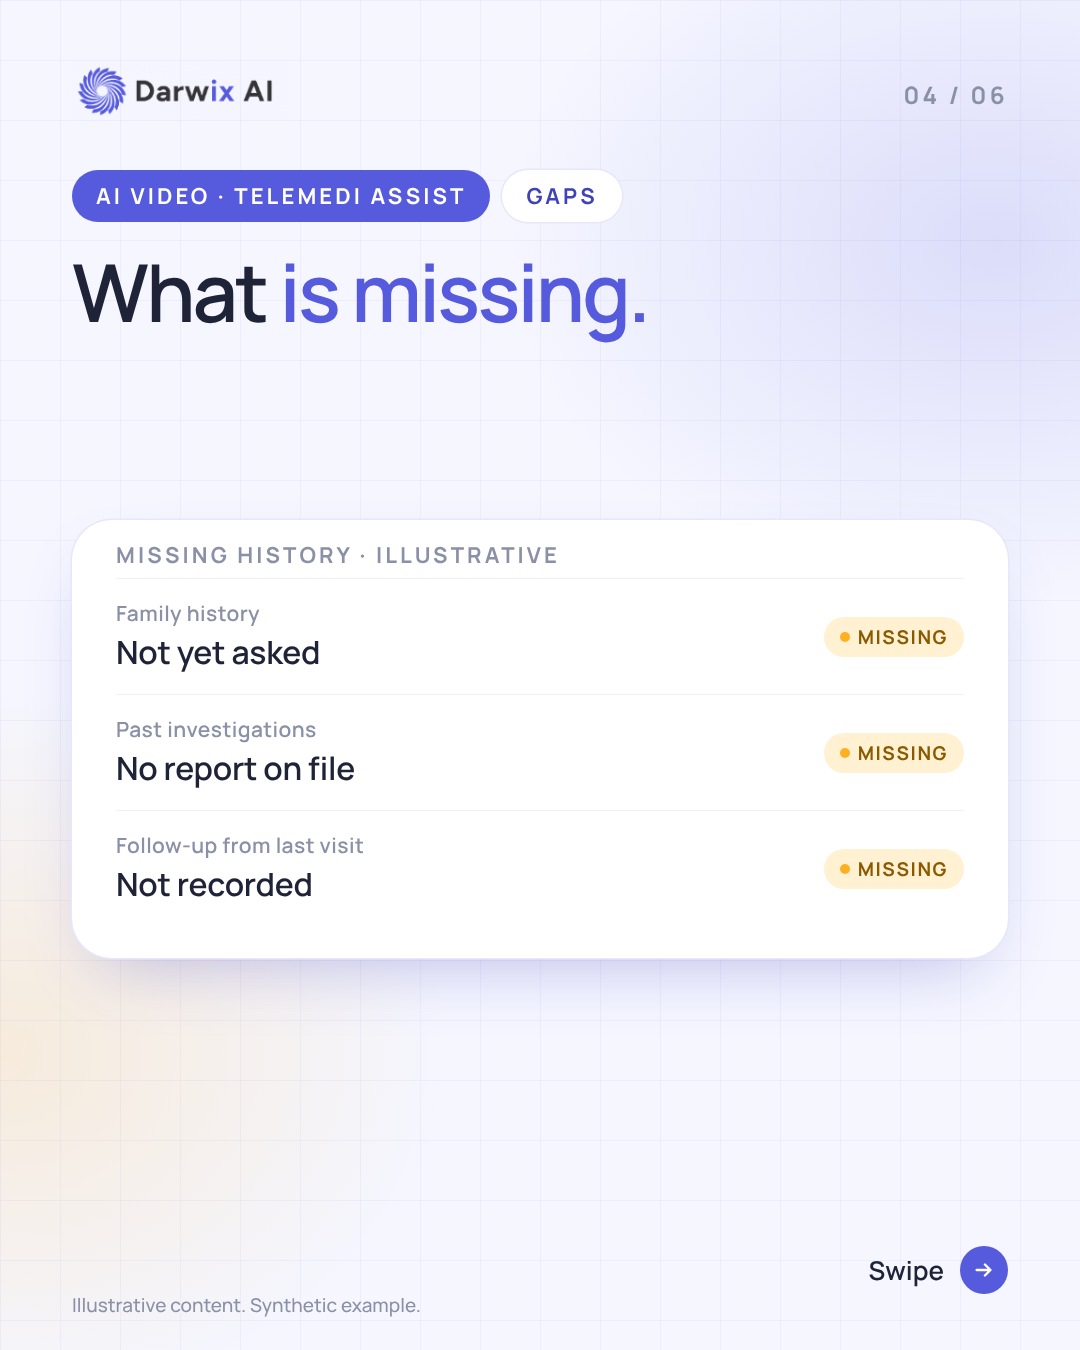 Darwix AI
04 / 06
AI VIDEO · TELEMEDI ASSIST
GAPS
What is missing.
MISSING HISTORY · ILLUSTRATIVE
Family history
Not yet asked
MISSING
Past investigations
No report on file
MISSING
Follow-up from last visit
Not recorded
MISSING
Swipe
Illustrative content. Synthetic example.